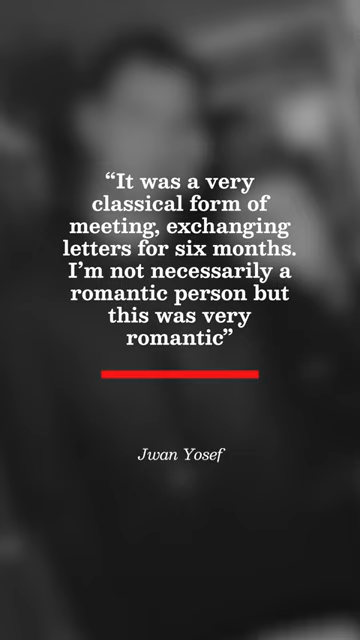 “It was a very
classical form of
meeting, exchanging
letters for six months.
I’m not necessarily a
romantic person but
this was very
romantic”
Jwan Yosef